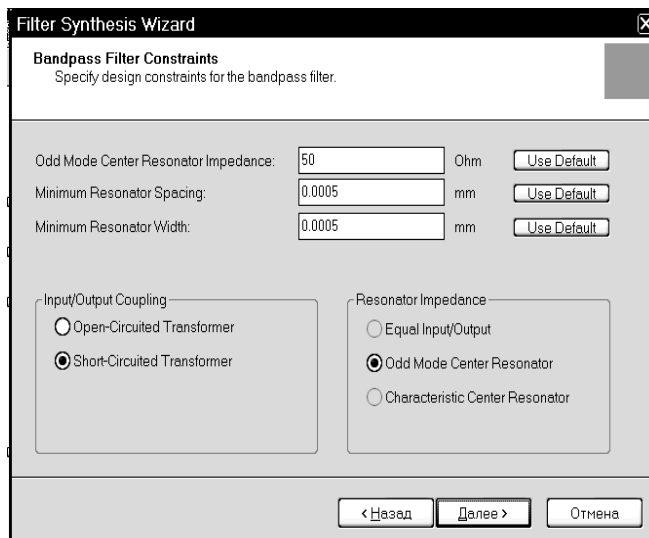 Filter Synthesis Wizard
Bandpass Filter Constraints
Specify design constraints for the bandpass filter.
Odd Mode Center Resonator Impedance: 50 Ohm Use Default
Minimum Resonator Spacing: 0.0005 mm Use Default
Minimum Resonator Width: 0.0005 mm Use Default
Input/Output Coupling
Open-Circuited Transformer
Short-Circuited Transformer
Resonator Impedance
Equal Input/Output
Odd Mode Center Resonator
Characteristic Center Resonator
< Назад Далее > Отмена